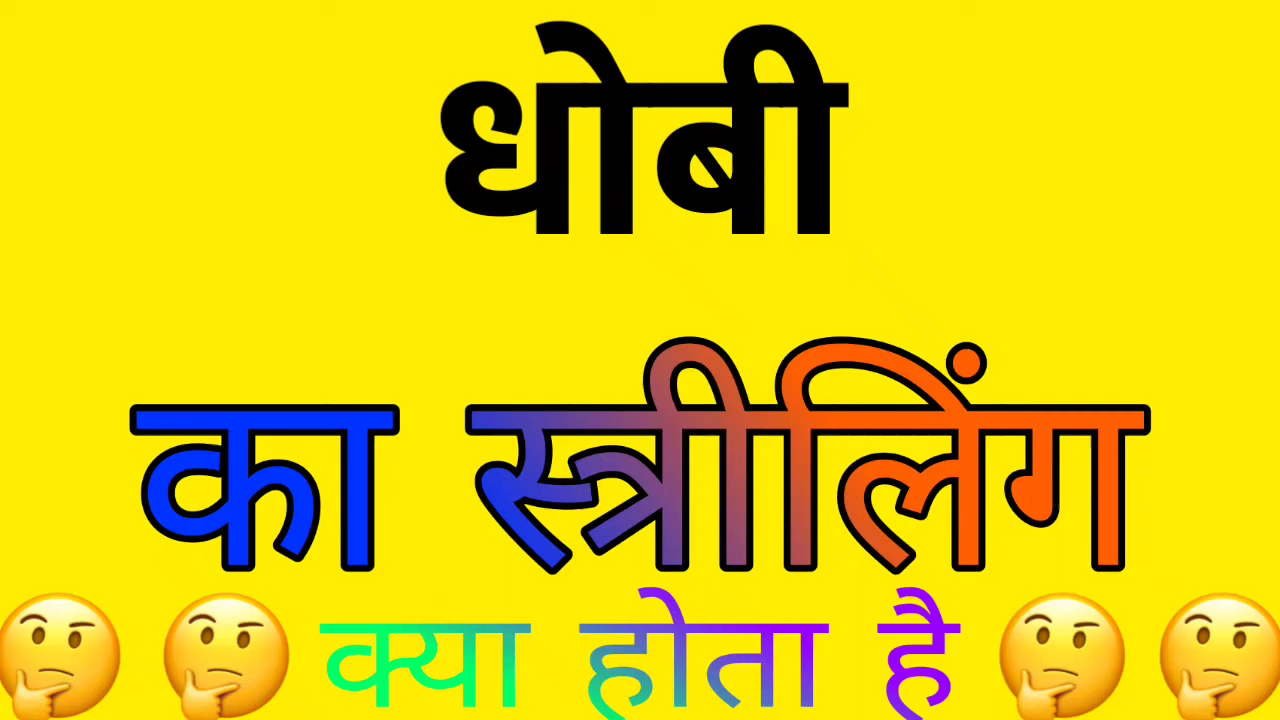 धोबी
का स्त्रीलिंग
क्या होता है